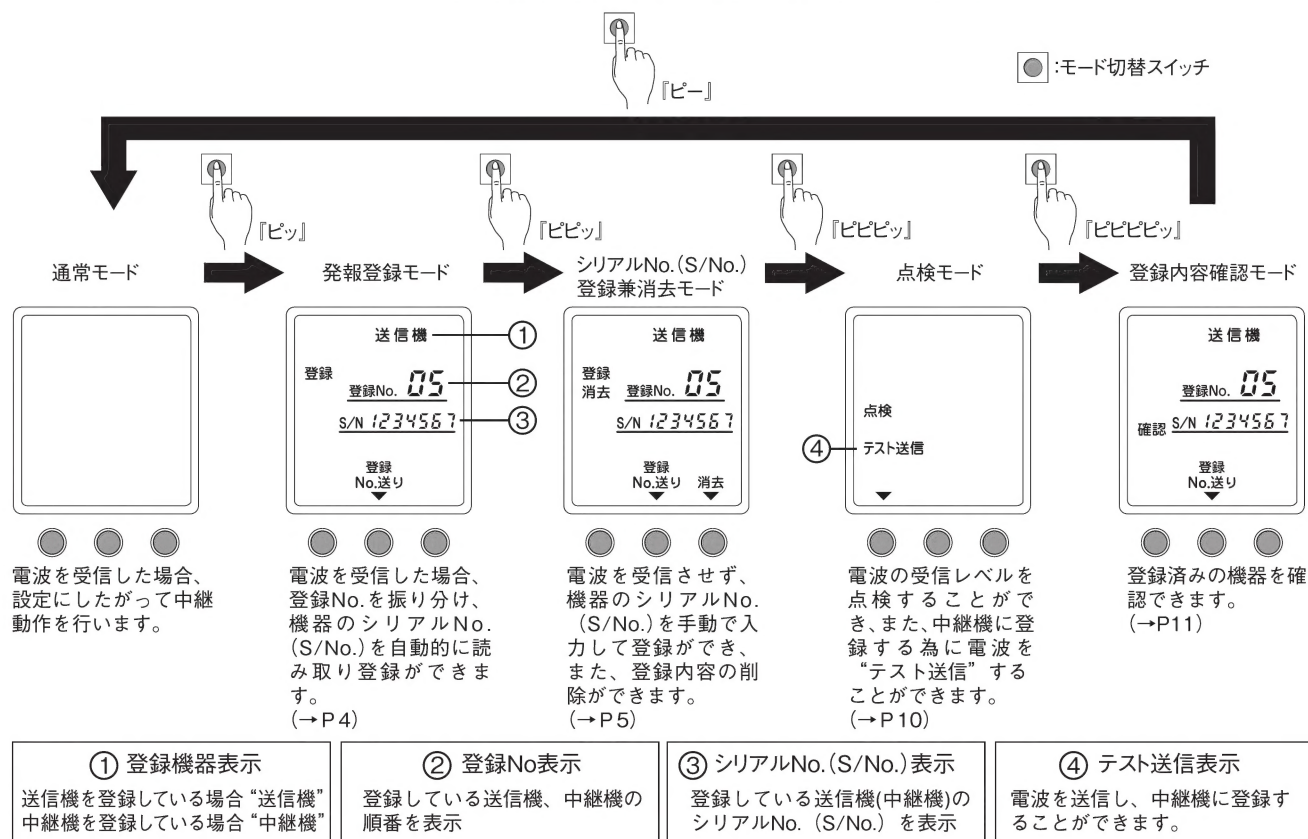 『ピー』
:モード切替スイッチ
『ピッ』
『ピピッ』
『ピピピッ』
『ピピピピッ』
通常モード
発報登録モード
シリアルNo.(S/No.)
登録兼消去モード
点検モード
登録内容確認モード
送信機
①
登録
登録No. 05
②
S/N 1234567
③
登録
No.送り
送信機
登録
消去
登録No. 05
S/N 1234567
登録
No.送り
消去
点検
④
テスト送信
送信機
登録No. 05
確認 S/N 1234567
登録
No.送り
電波を受信した場合、
設定にしたがって中継
動作を行います。
電波を受信した場合、
登録No.を振り分け、
機器のシリアルNo.
(S/No.)を自動的に読
み取り登録ができま
す。
(→P4)
電波を受信させず、
機器のシリアルNo.
(S/No.)を手動で入
力して登録ができ、
また、登録内容の削
除ができます。
(→P5)
電波の受信レベルを
点検することがで
き、また、中継機に登
録する為に電波を
“テスト送信”する
ことができます。
(→P10)
登録済みの機器を確
認できます。
(→P11)
① 登録機器表示
送信機を登録している場合“送信機”
中継機を登録している場合“中継機”
② 登録No表示
登録している送信機、中継機の
順番を表示
③ シリアルNo.(S/No.)表示
登録している送信機(中継機)の
シリアルNo.(S/No.)を表示
④ テスト送信表示
電波を送信し、中継機に登録す
ることができます。